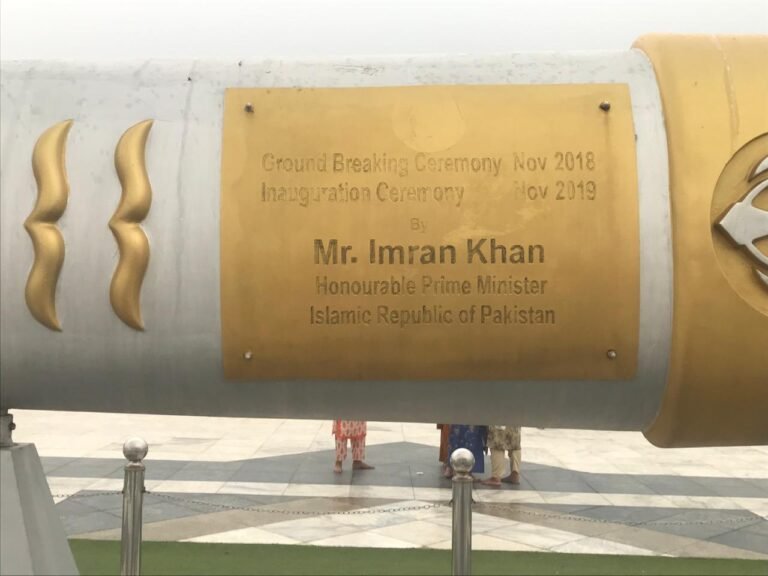 Ground Breaking Ceremony Nov 2018
Inauguration Ceremony Nov 2019
By
Mr. Imran Khan
Honourable Prime Minister
Islamic Republic of Pakistan